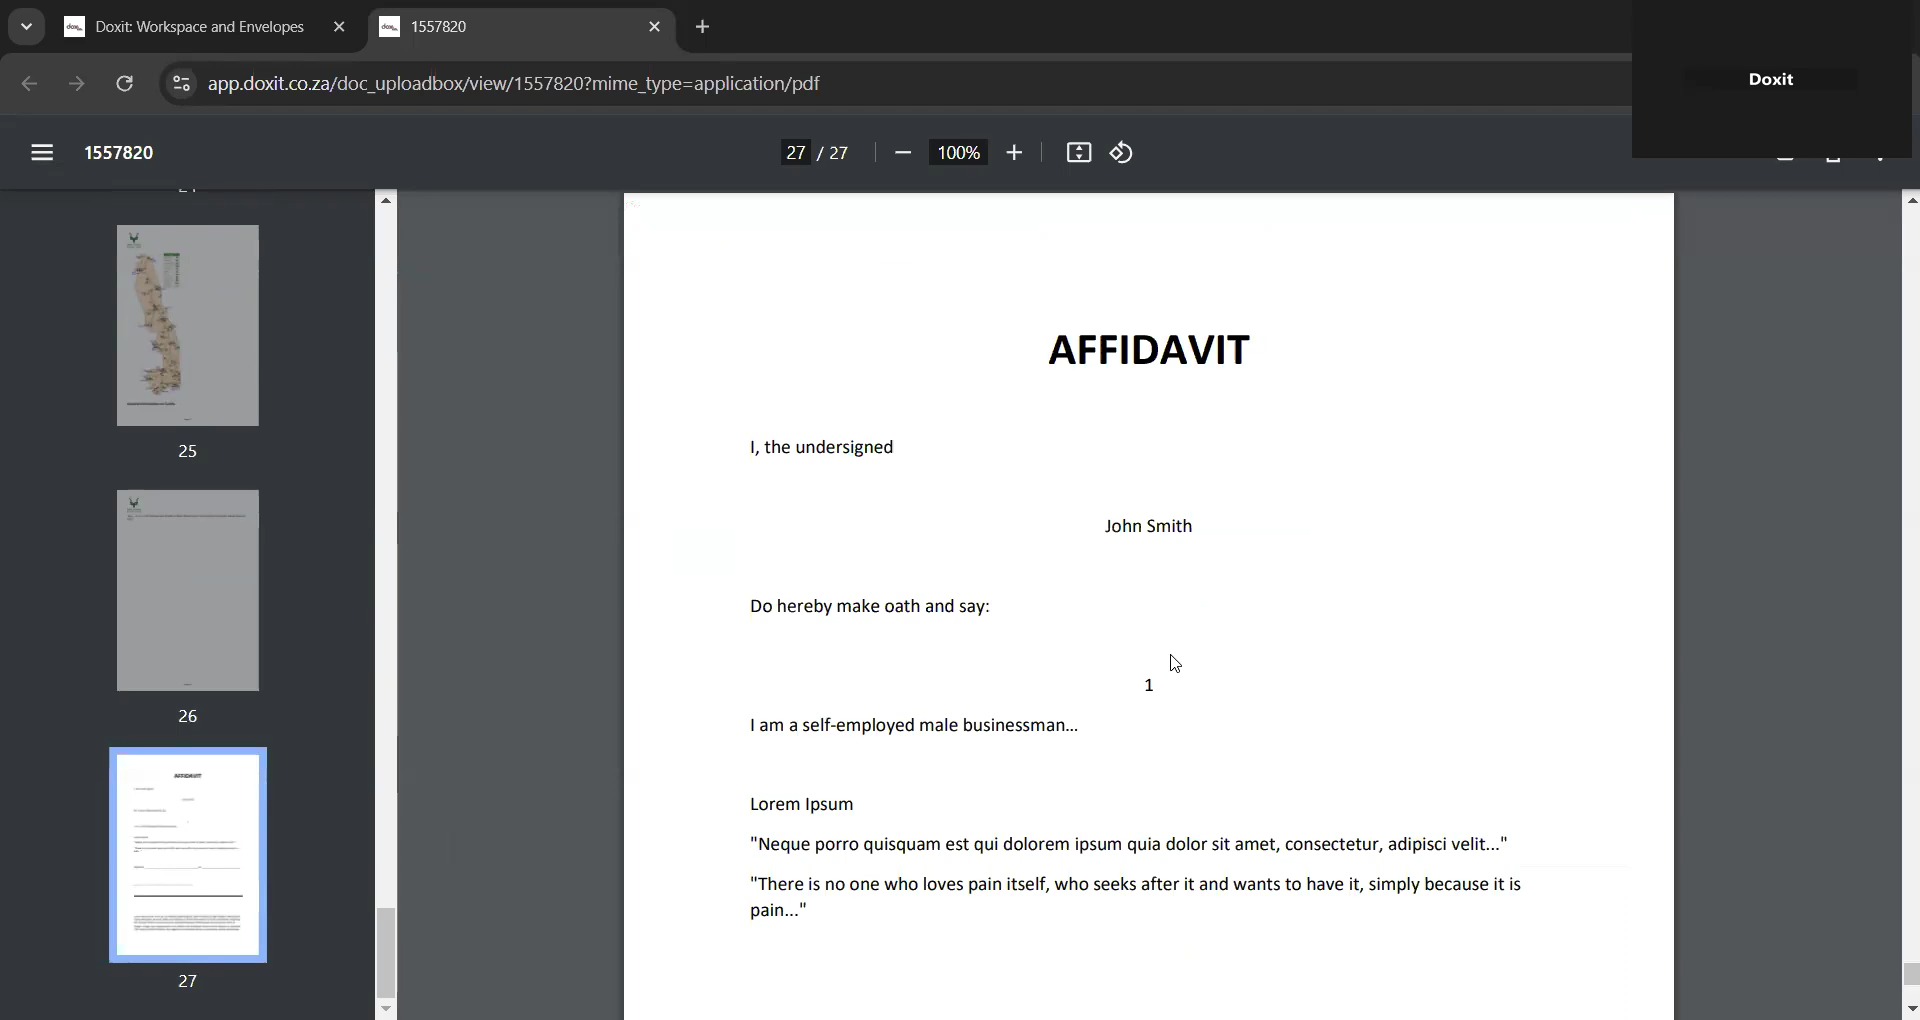 Doxit: Workspace and Envelopes
1557820
app.doxit.co.za/doc_uploadbox/view/1557820?mime_type=application/pdf
Doxit
1557820
27 / 27
100%
25
26
AFFIDAVIT
27
AFFIDAVIT
I, the undersigned
John Smith
Do hereby make oath and say:
1
I am a self-employed male businessman...
Lorem Ipsum
"Neque porro quisquam est qui dolorem ipsum quia dolor sit amet, consectetur, adipisci velit..."
"There is no one who loves pain itself, who seeks after it and wants to have it, simply because it is
pain..."